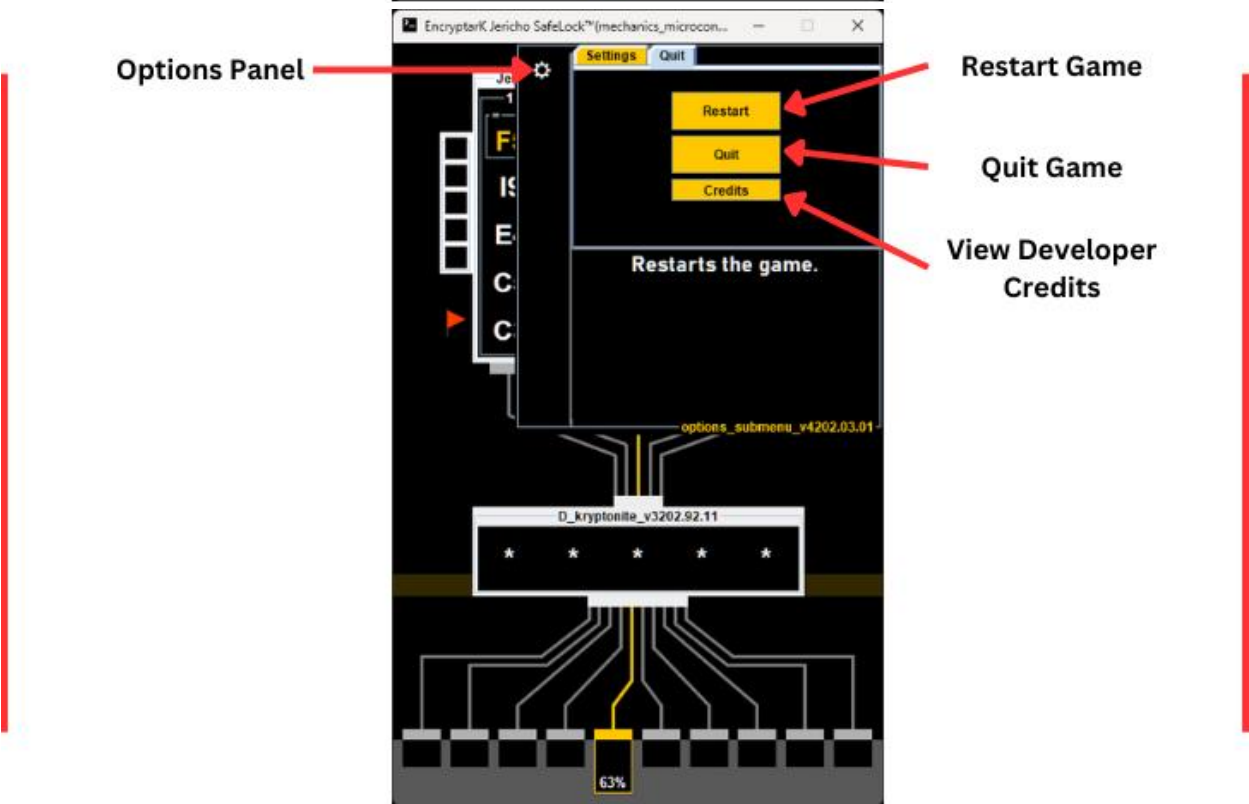 EncryptarK Jericho SafeLock™(mechanics_microcon...
Options Panel
Settings Quit
Restart Game
Restart
Quit
Quit Game
Credits
View Developer
Credits
Restarts the game.
options_submenu_v4202.03.01
D_kryptonite_v3202.92.11
* * * * *
63%